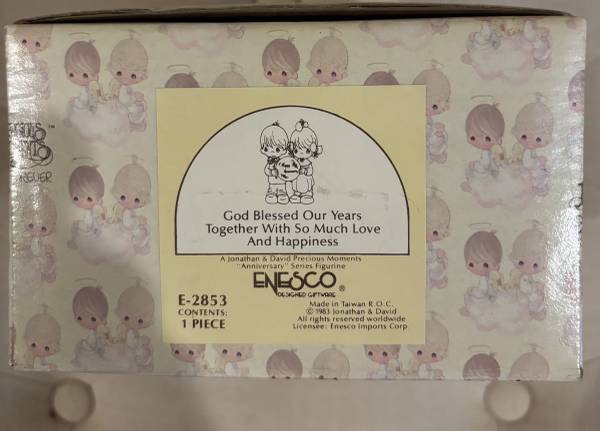 God Blessed Our Years
Together With So Much Love
And Happiness
A Jonathan & David Precious Moments
"Anniversary" Series Figurine
ENESCO ®
DESIGNED GIFTWARE
E-2853
CONTENTS:
1 PIECE
Made in Taiwan R.O.C.
© 1983 Jonathan & David
All rights reserved worldwide
Licensee: Enesco Imports Corp.